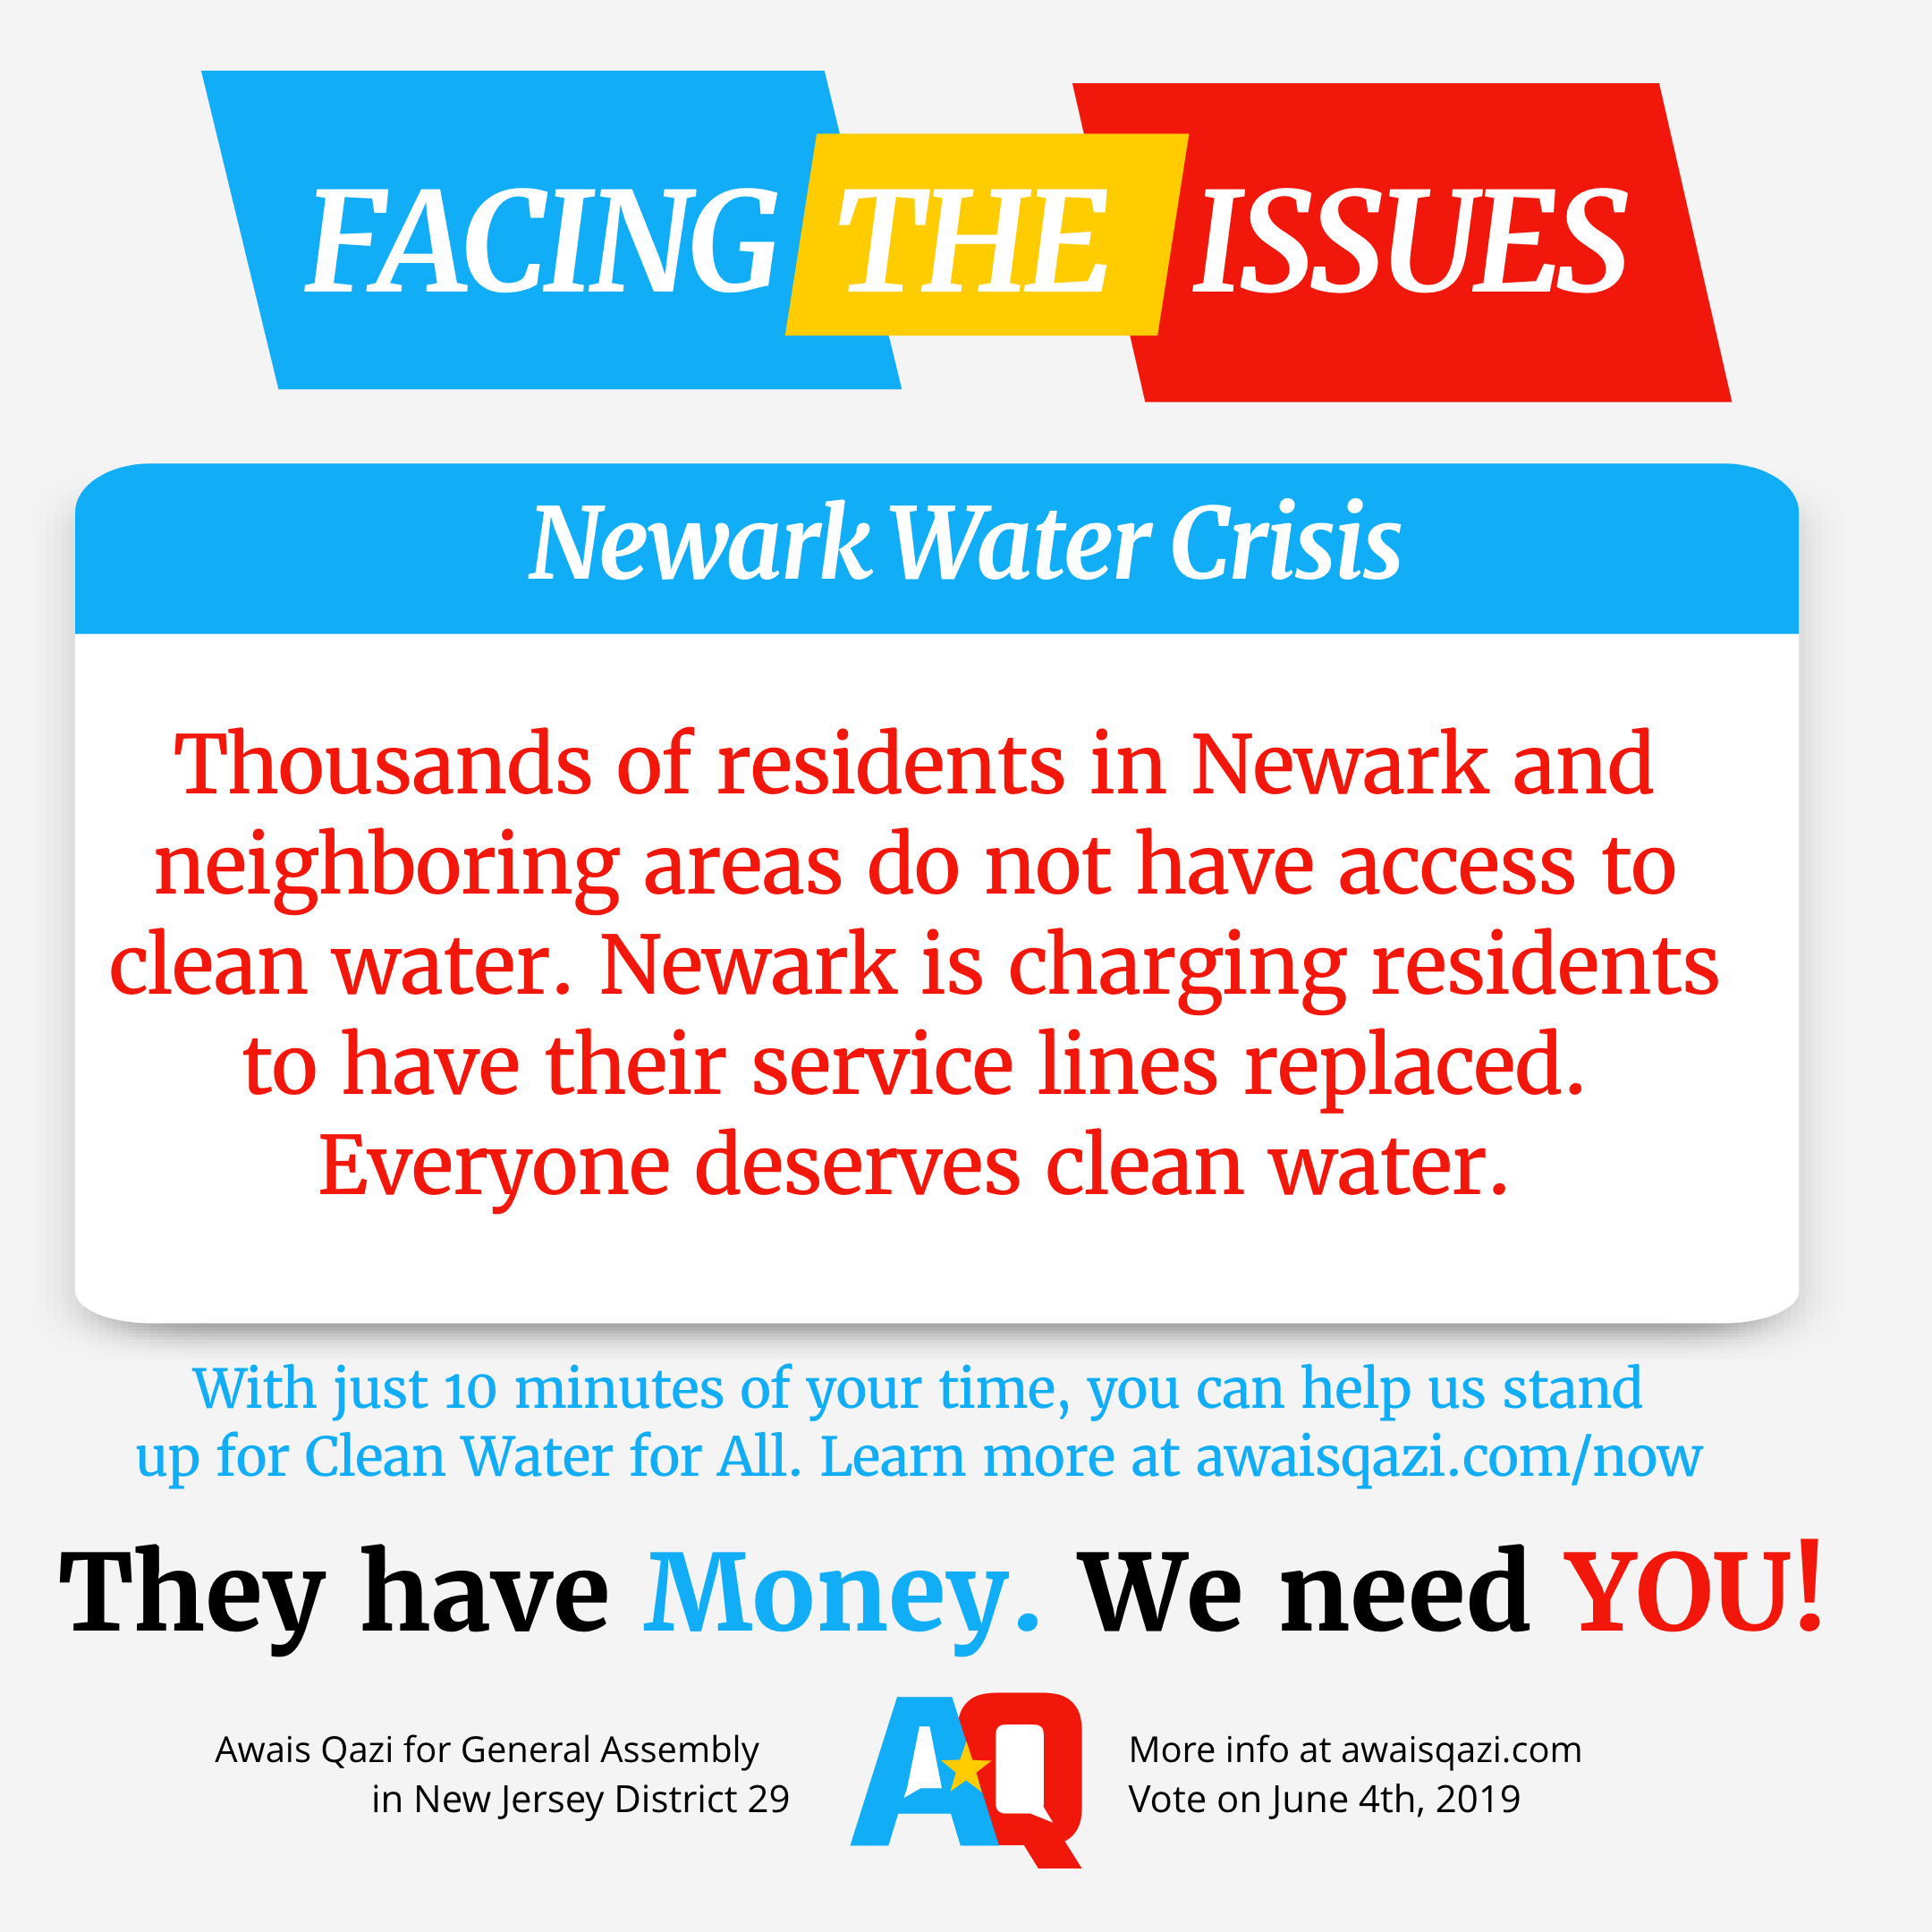 FACING THE ISSUES
Newark Water Crisis
Thousands of residents in Newark and
neighboring areas do not have access to
clean water. Newark is charging residents
to have their service lines replaced.
Everyone deserves clean water.
With just 10 minutes of your time, you can help us stand
up for Clean Water for All. Learn more at awaisqazi.com/now
They have Money. We need YOU!
Awais Qazi for General Assembly
in New Jersey District 29
AQ
More info at awaisqazi.com
Vote on June 4th, 2019